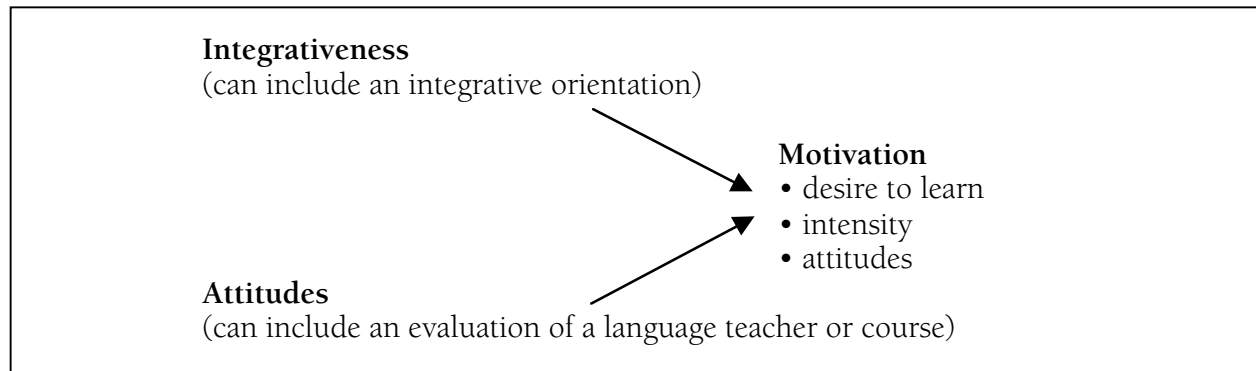 Integrativeness
(can include an integrative orientation)
Motivation
• desire to learn
• intensity
• attitudes
Attitudes
(can include an evaluation of a language teacher or course)